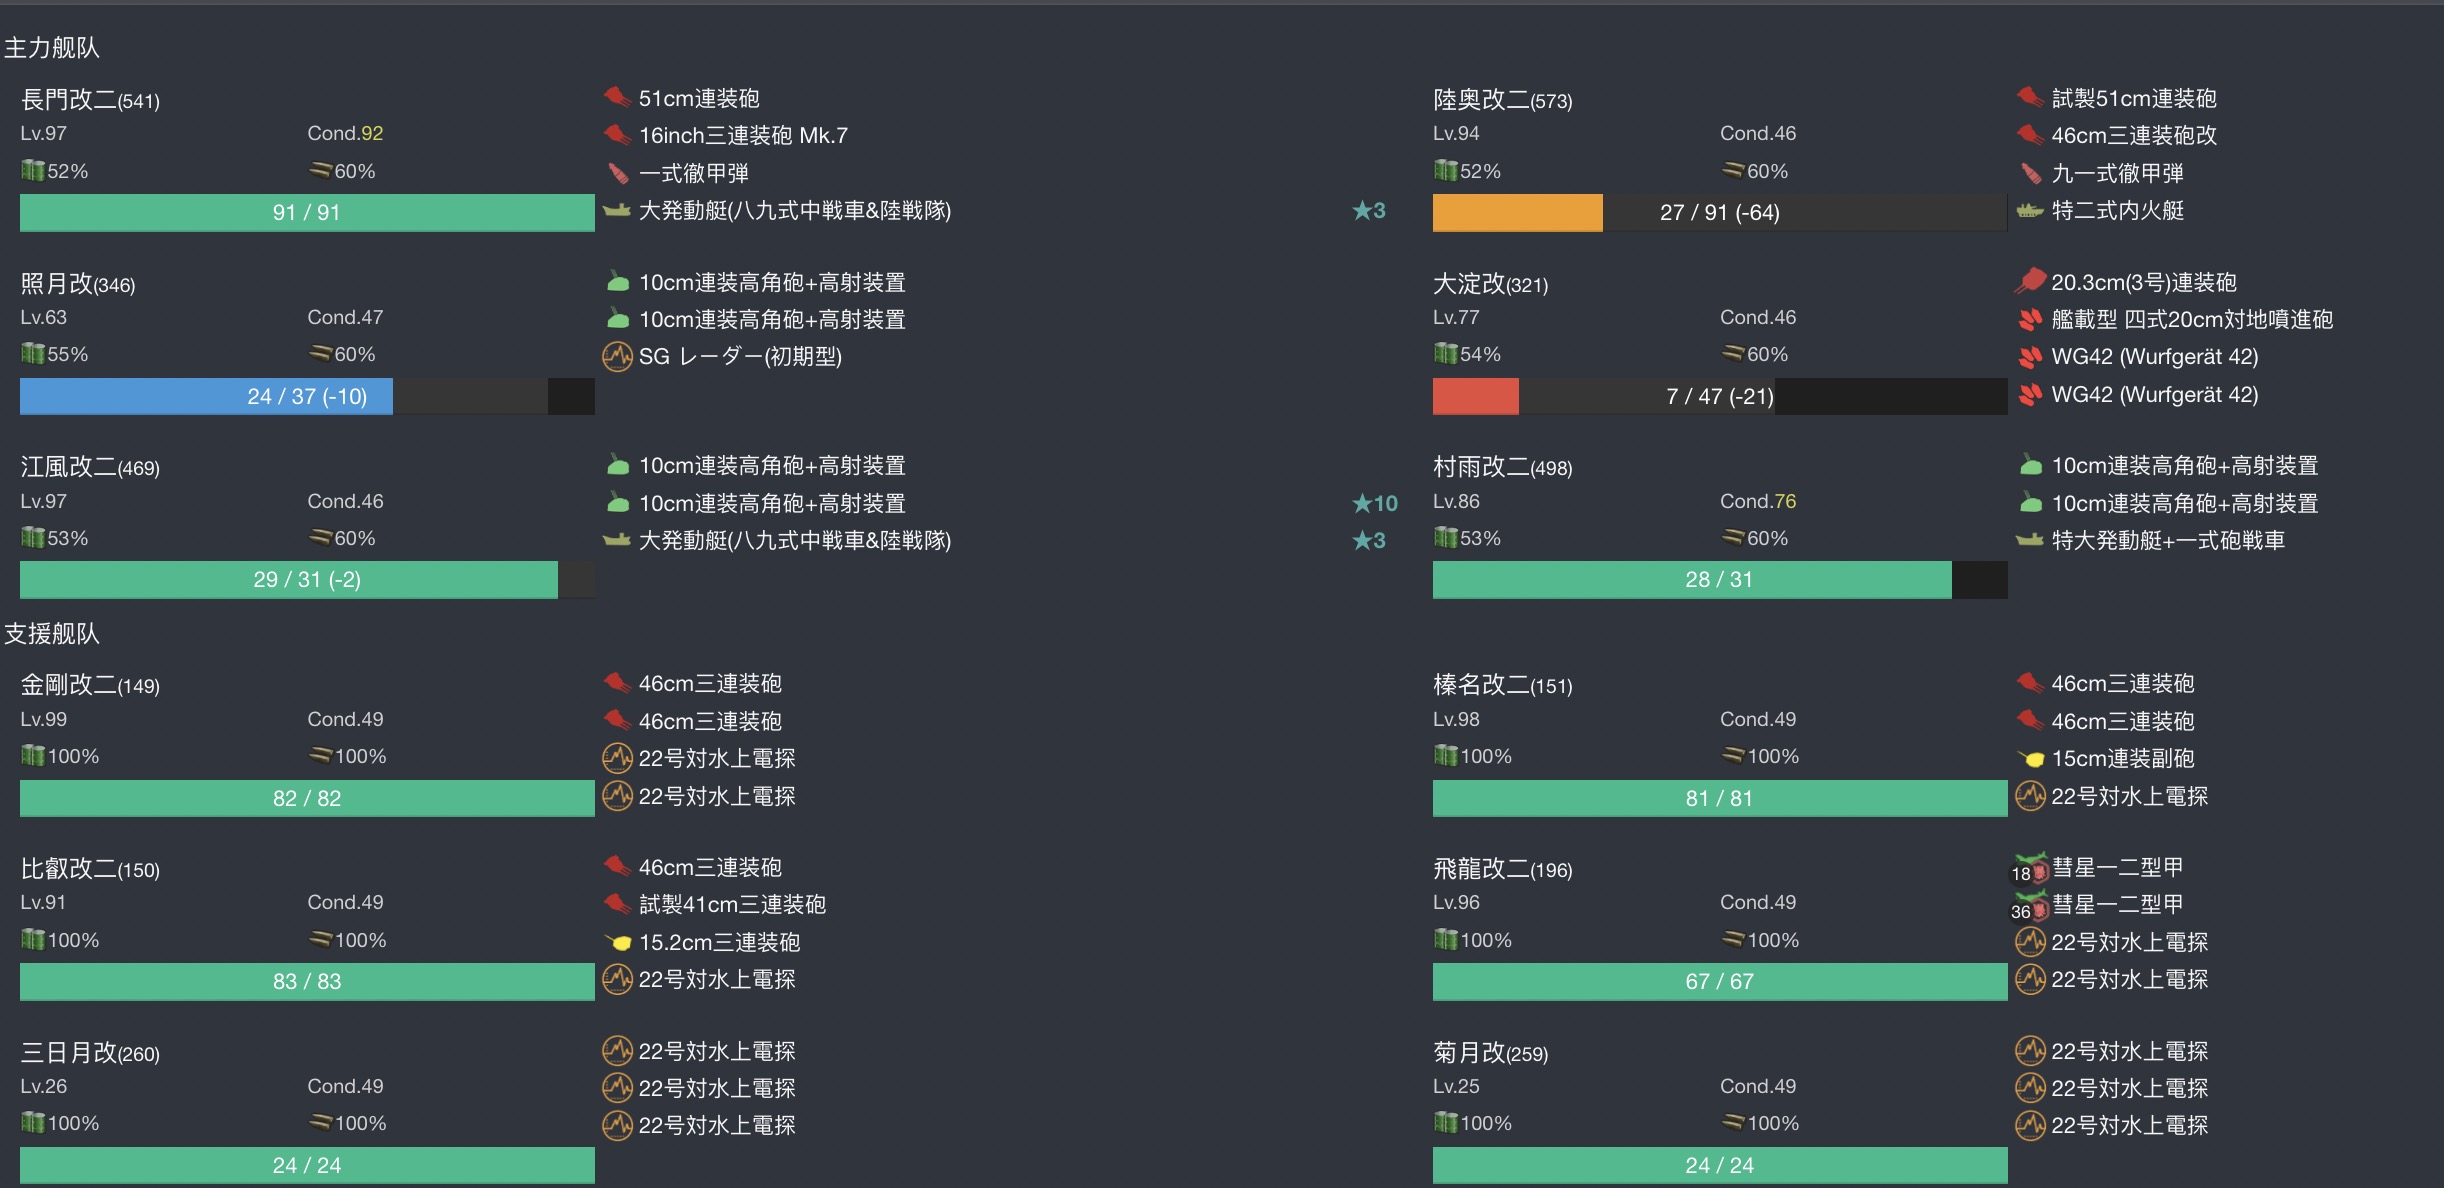 主力舰队
長門改二(541)
Lv.97 Cond.92
52% 60%
91 / 91
51cm連装砲
16inch三連装砲 Mk.7
一式徹甲弾
大発動艇(八九式中戦車&陸戦隊) ★3
陸奥改二(573)
Lv.94 Cond.46
52% 60%
27 / 91 (-64)
試製51cm連装砲
46cm三連装砲改
九一式徹甲弾
特二式内火艇
照月改(346)
Lv.63 Cond.47
55% 60%
24 / 37 (-10)
10cm連装高角砲+高射装置
10cm連装高角砲+高射装置
SG レーダー(初期型)
大淀改(321)
Lv.77 Cond.46
54% 60%
7 / 47 (-21)
20.3cm(3号)連装砲
艦載型 四式20cm対地噴進砲
WG42 (Wurfgerät 42)
WG42 (Wurfgerät 42)
江風改二(469)
Lv.97 Cond.46
53% 60%
29 / 31 (-2)
10cm連装高角砲+高射装置
10cm連装高角砲+高射装置 ★10
大発動艇(八九式中戦車&陸戦隊) ★3
村雨改二(498)
Lv.86 Cond.76
53% 60%
28 / 31
10cm連装高角砲+高射装置
10cm連装高角砲+高射装置
特大発動艇+一式砲戦車
支援舰队
金剛改二(149)
Lv.99 Cond.49
100% 100%
82 / 82
46cm三連装砲
46cm三連装砲
22号対水上電探
22号対水上電探
榛名改二(151)
Lv.98 Cond.49
100% 100%
81 / 81
46cm三連装砲
46cm三連装砲
15cm連装副砲
22号対水上電探
比叡改二(150)
Lv.91 Cond.49
100% 100%
83 / 83
46cm三連装砲
試製41cm三連装砲
15.2cm三連装砲
22号対水上電探
飛龍改二(196)
Lv.96 Cond.49
100% 100%
67 / 67
18 彗星一二型甲
36 彗星一二型甲
22号対水上電探
22号対水上電探
三日月改(260)
Lv.26 Cond.49
100% 100%
24 / 24
22号対水上電探
22号対水上電探
22号対水上電探
菊月改(259)
Lv.25 Cond.49
100% 100%
24 / 24
22号対水上電探
22号対水上電探
22号対水上電探